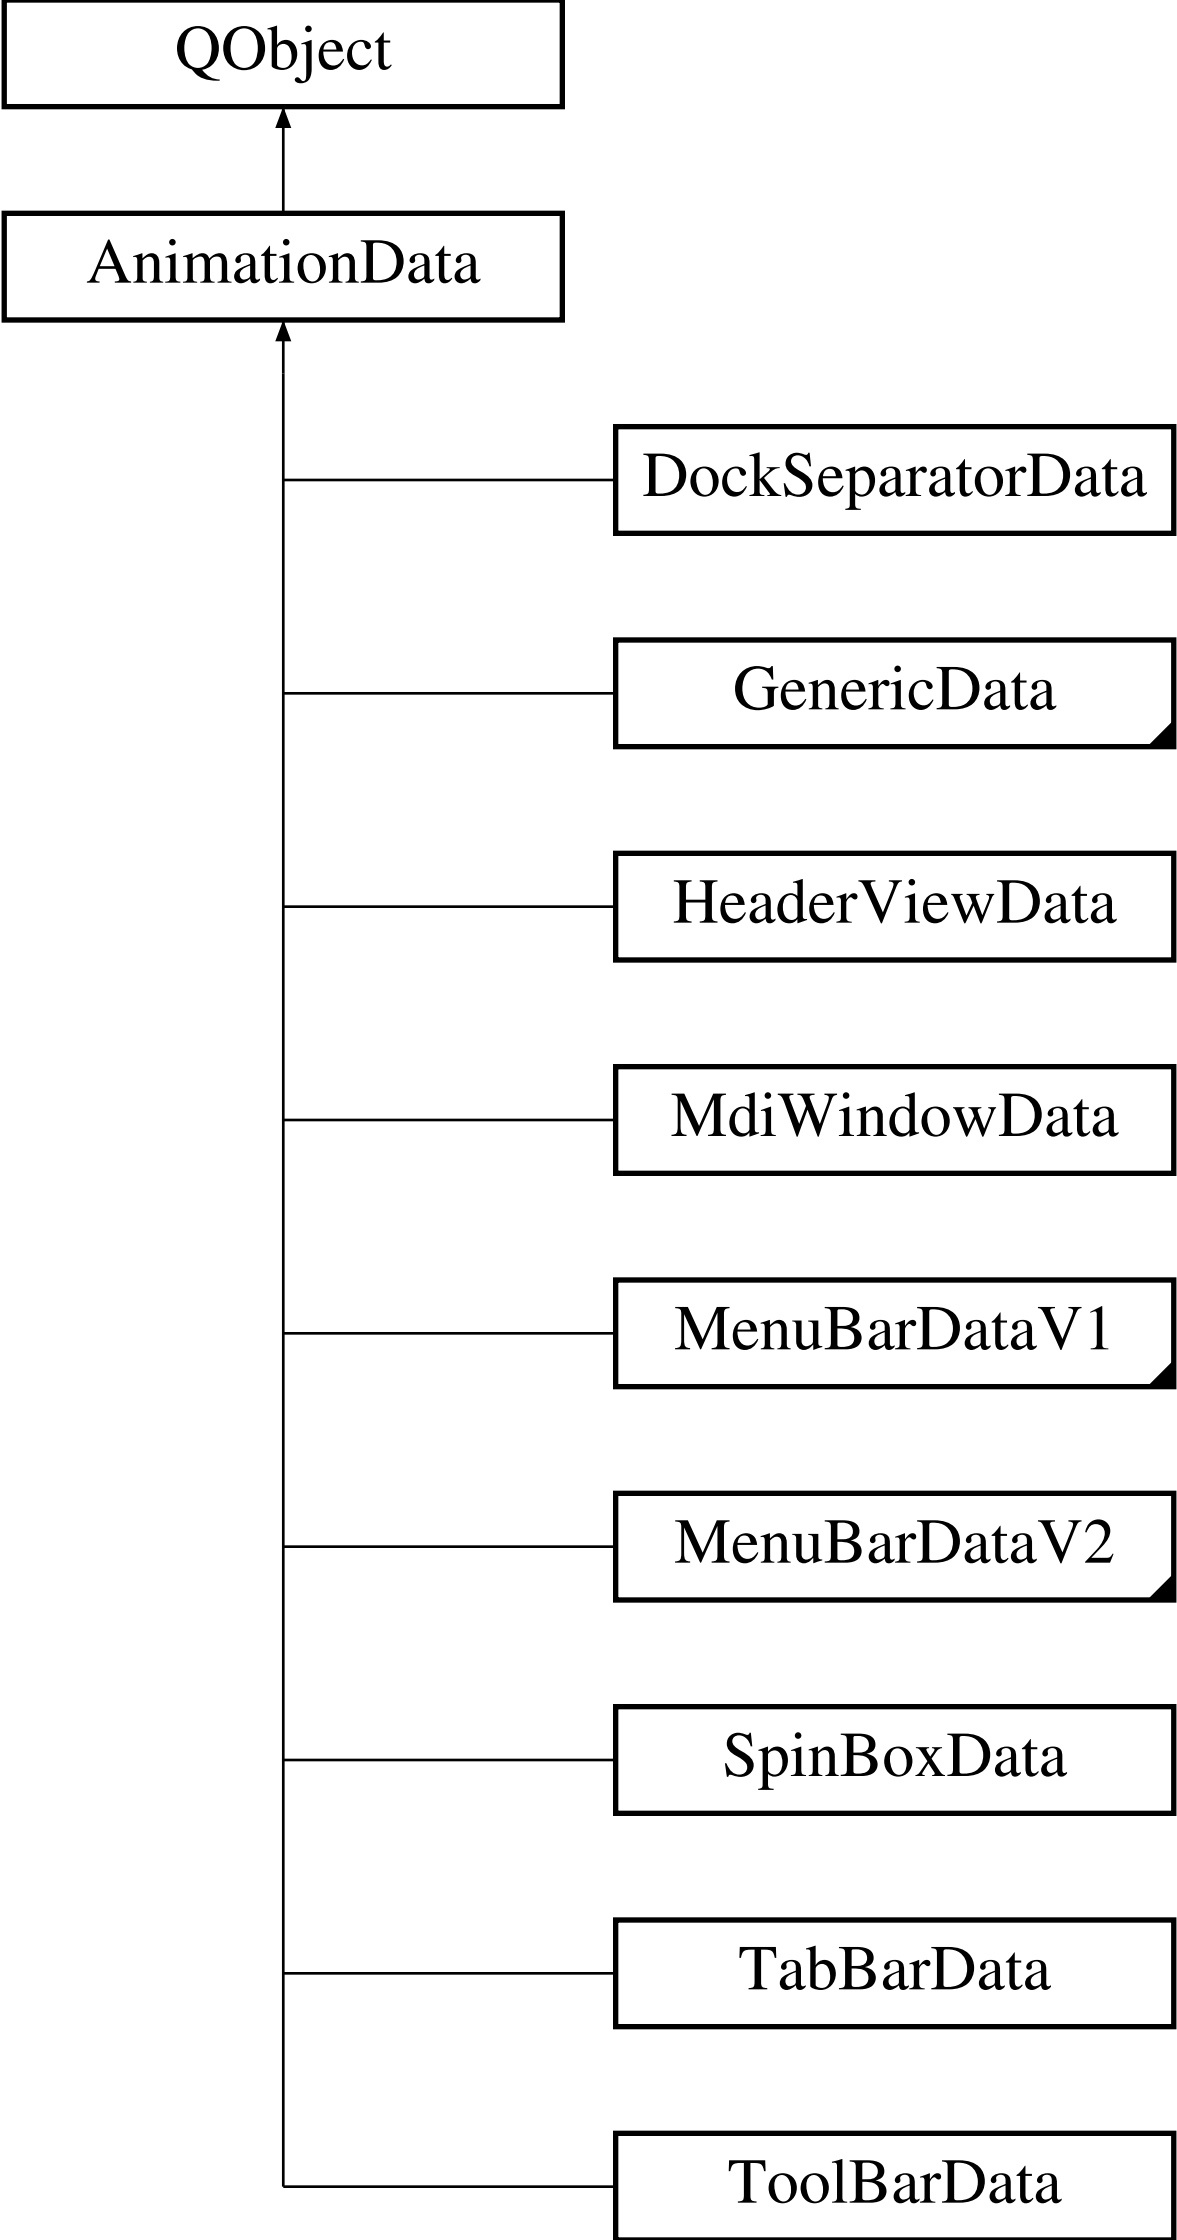 QObject
AnimationData
DockSeparatorData
GenericData
HeaderViewData
MdiWindowData
MenuBarDataV1
MenuBarDataV2
SpinBoxData
TabBarData
ToolBarData